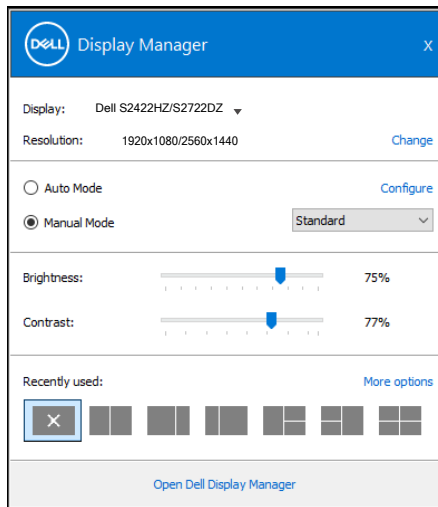 DELL Display Manager X
Display: Dell S2422HZ/S2722DZ
Resolution: 1920x1080/2560x1440 Change
Auto Mode Configure
Manual Mode Standard
Brightness: 75%
Contrast: 77%
Recently used: More options
Open Dell Display Manager